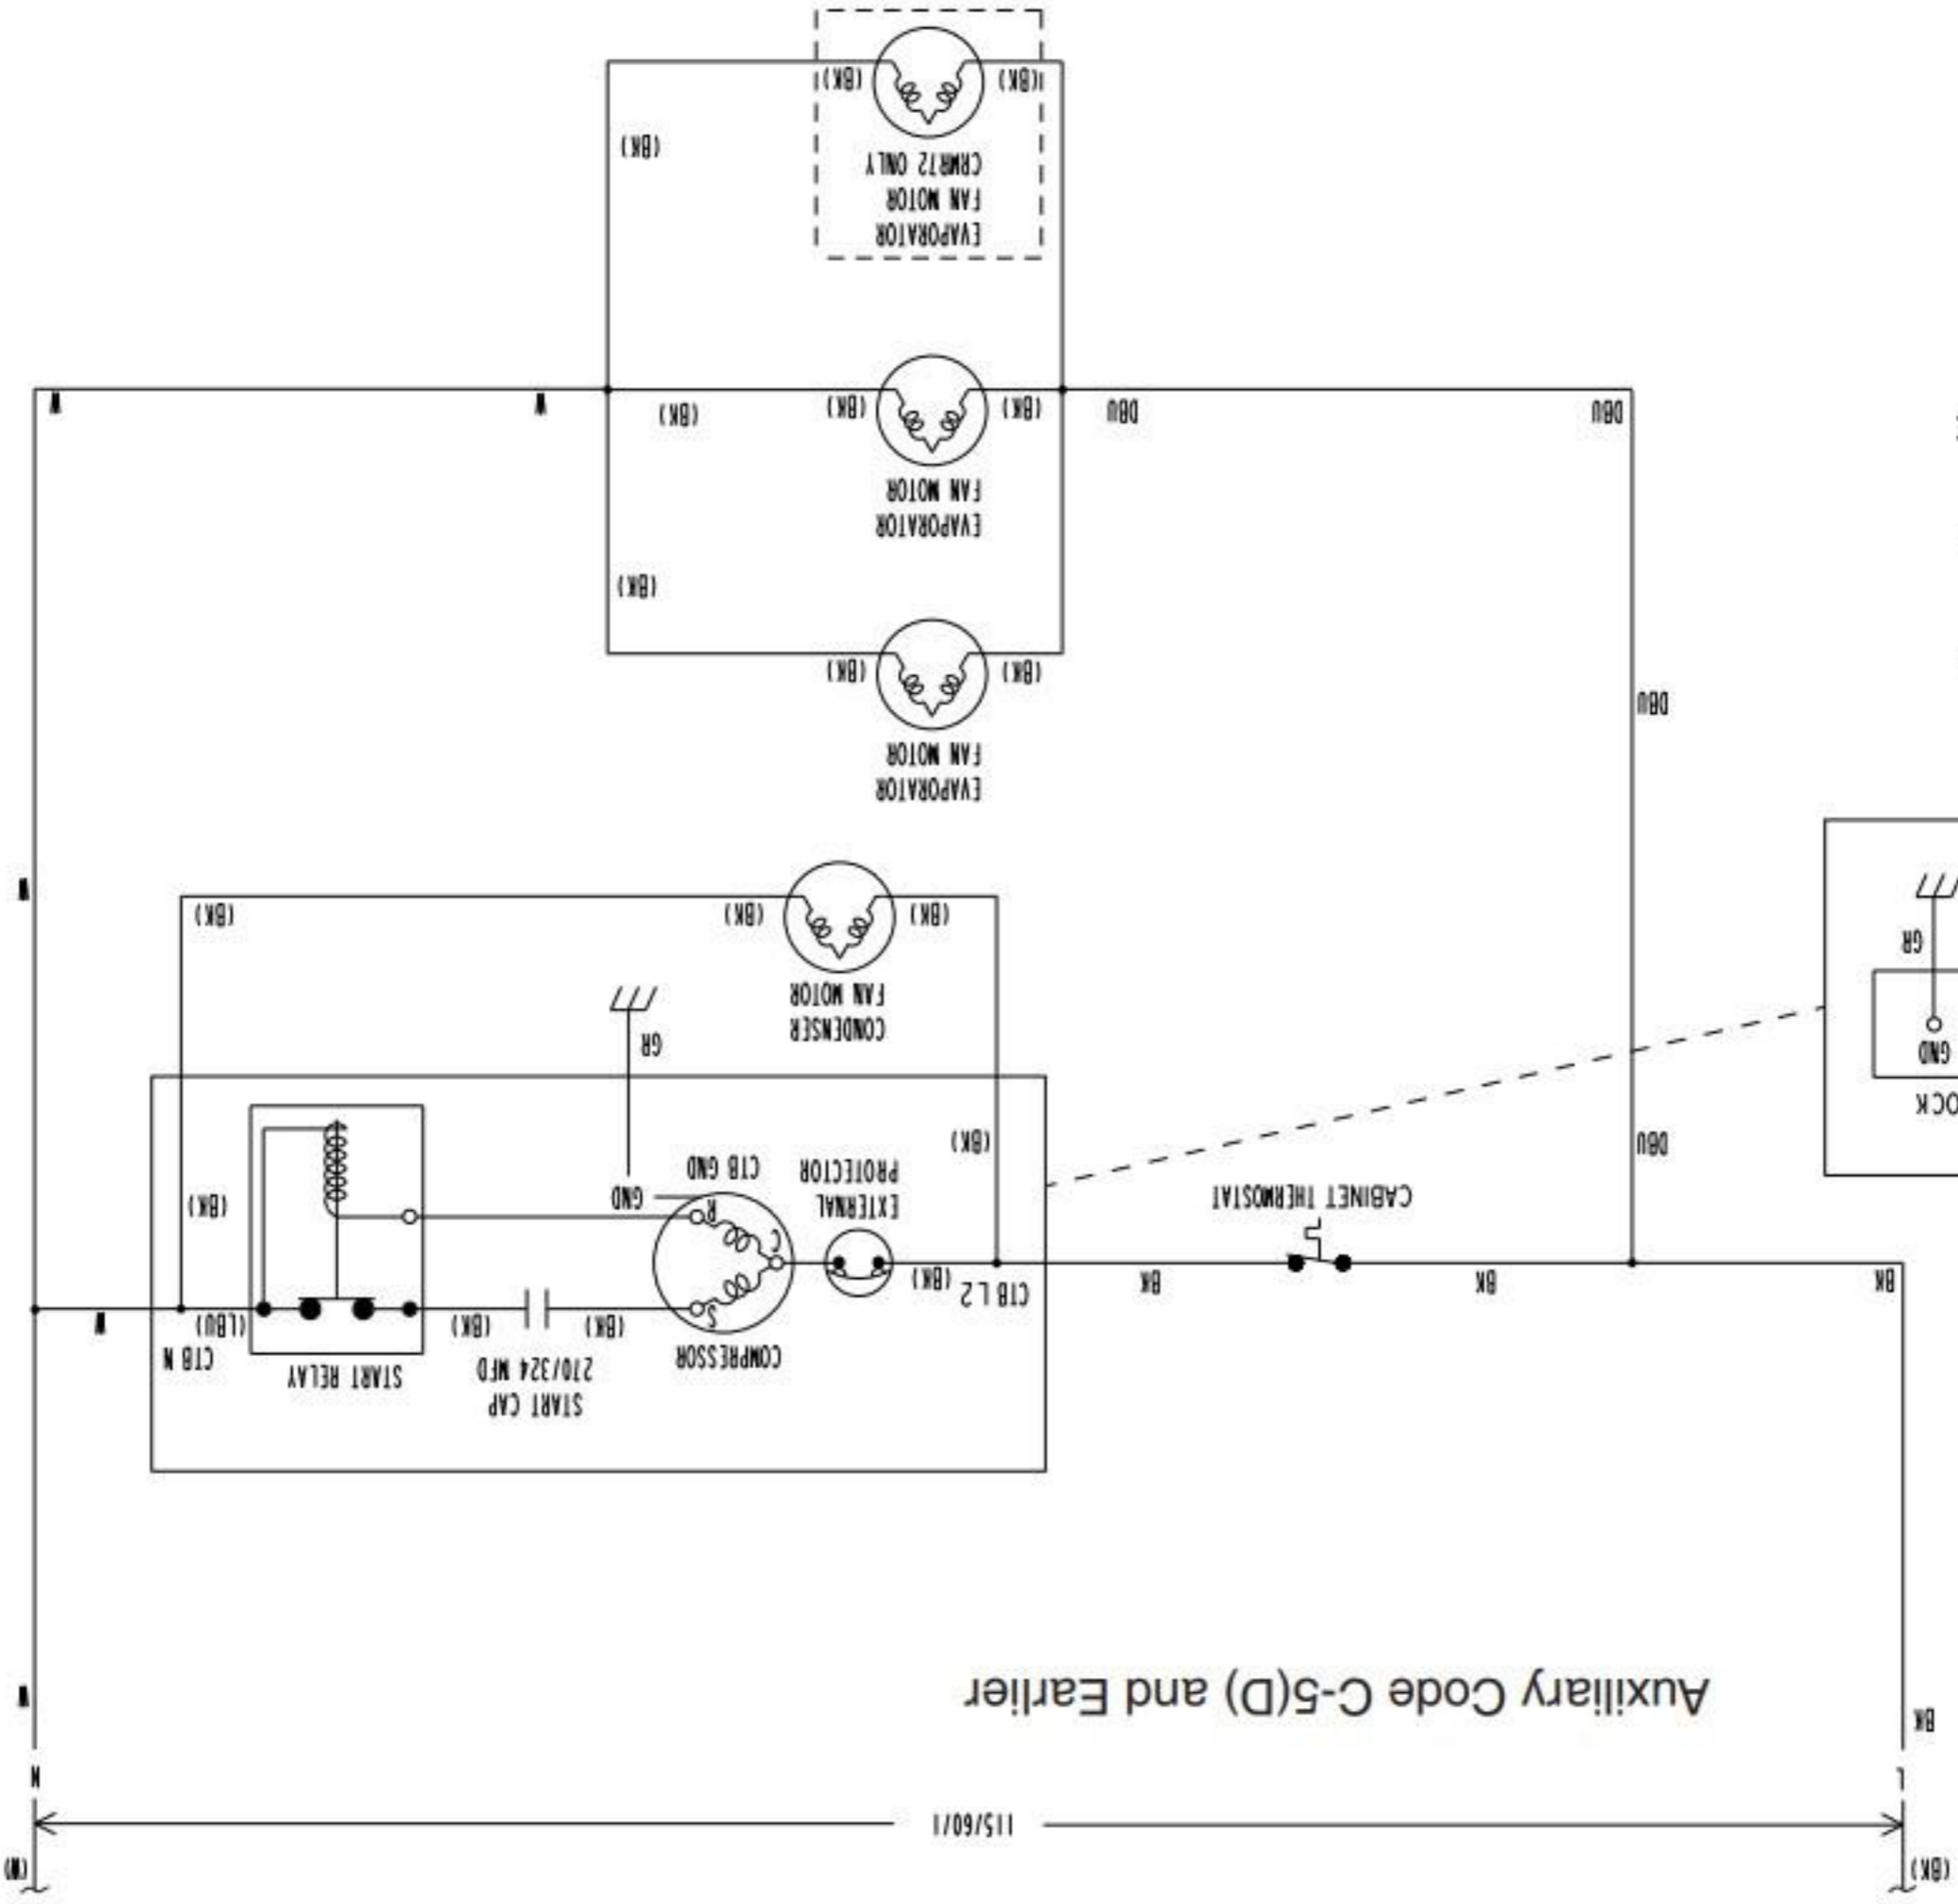 (BK)
(W)
115/60/1
L
N
BK
W
Auxiliary Code C-5(D) and Earlier
START CAP
270/324 MFD
START RELAY
COMPRESSOR
CTB N
BK
BK
BK
CTB L2
(BK)
S
(BK)
(BK)
(LBU)
W
C
R
CABINET THERMOSTAT
EXTERNAL
PROTECTOR
CTB GND
GND
(BK)
DBU
(BK)
OCK
GND
GR
GR
CONDENSER
FAN MOTOR
(BK)
(BK)
(BK)
W
EVAPORATOR
FAN MOTOR
DBU
(BK)
(BK)
(BK)
EVAPORATOR
FAN MOTOR
DBU
DBU
(BK)
(BK)
(BK)
W
W
EVAPORATOR
FAN MOTOR
CRMR72 ONLY
(BK)
(BK)
(BK)